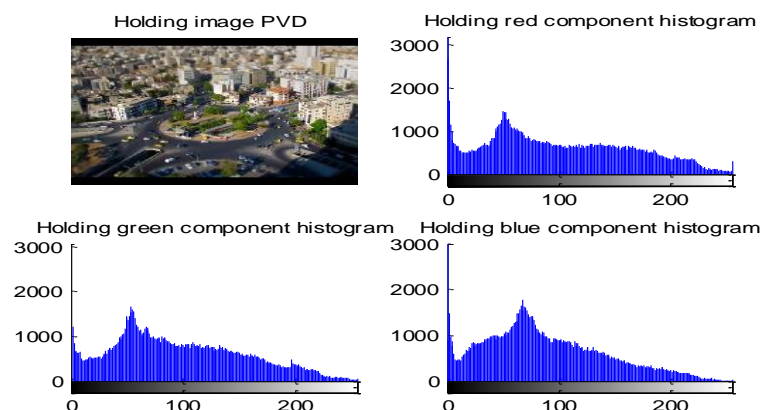 Holding image PVD
Holding red component histogram
3000
2000
1000
0
0 100 200
Holding green component histogram
3000
2000
1000
0
0 100 200
Holding blue component histogram
3000
2000
1000
0
0 100 200